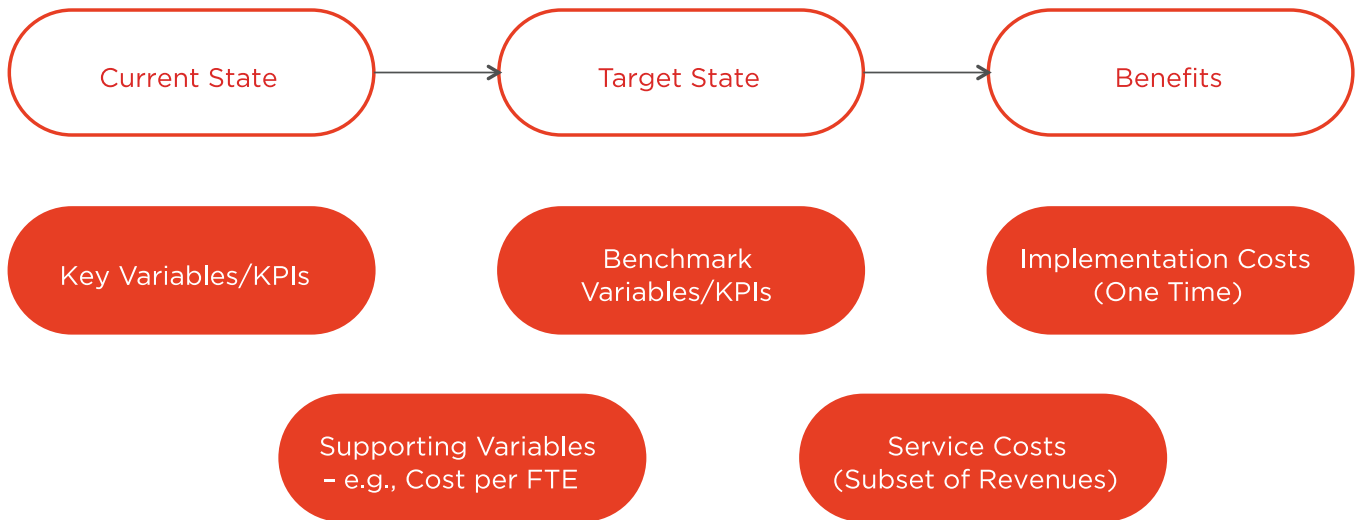 Current State
Target State
Benefits
Key Variables/KPIs
Benchmark
Variables/KPIs
Implementation Costs
(One Time)
Supporting Variables
– e.g., Cost per FTE
Service Costs
(Subset of Revenues)